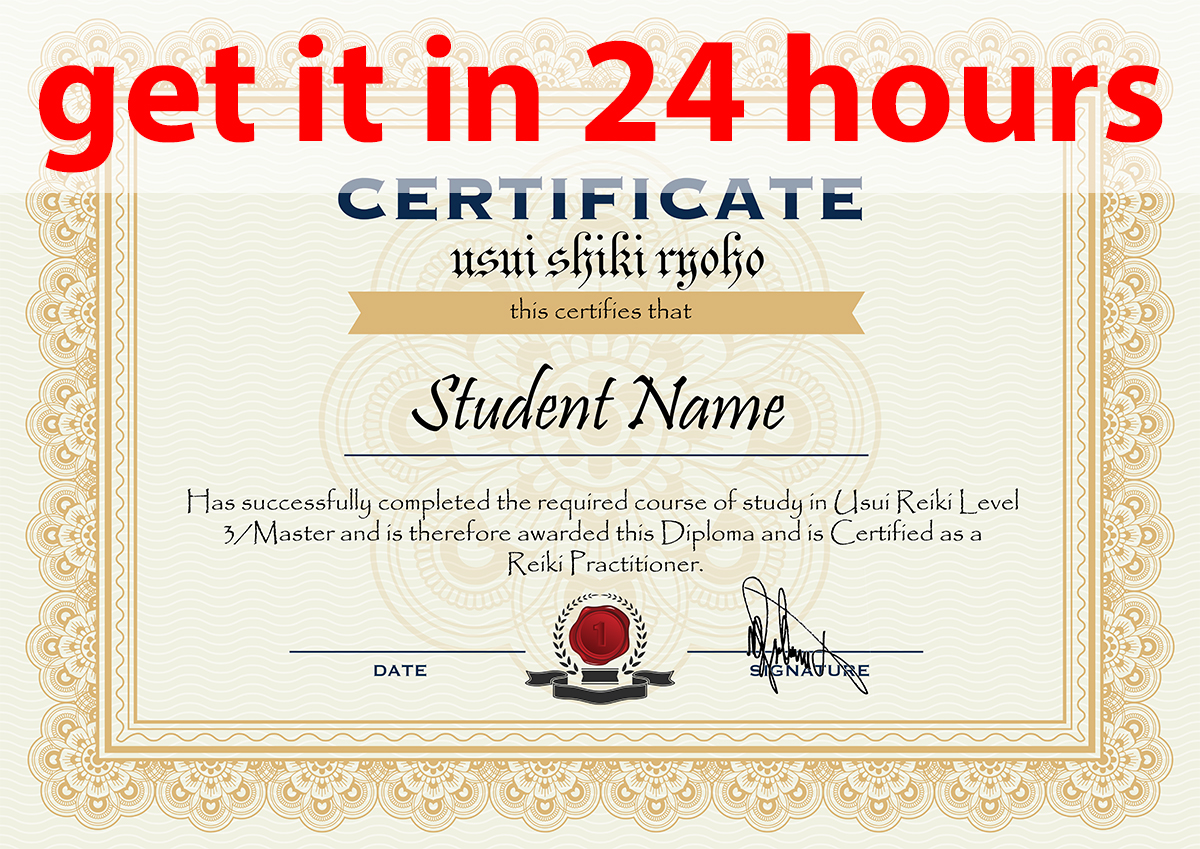 get it in 24 hours
CERTIFICATE
usui shiki ryoho
this certifies that
Student Name
Has successfully completed the required course of study in Usui Reiki Level
3/Master and is therefore awarded this Diploma and is Certified as a
Reiki Practitioner.
1
DATE
SIGNATURE